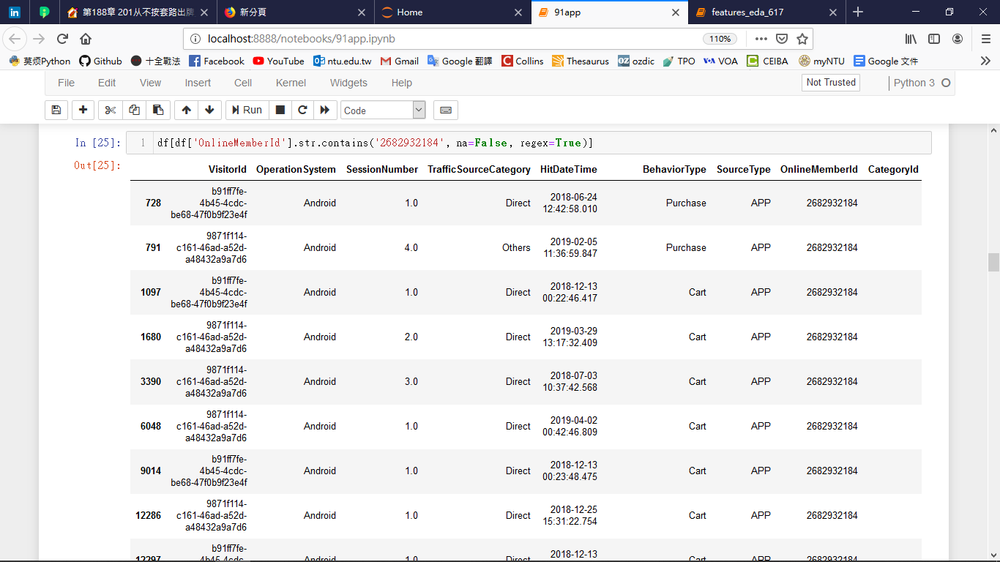 第188章 201从不按套路出牌
新分頁
Home
91app
features_eda_617
localhost:8888/notebooks/91app.ipynb
110%
莫烦Python Github 十全戰法 Facebook YouTube ntu.edu.tw Gmail Google 翻譯 Collins Thesaurus ozdic TPO VOA CEIBA myNTU Google 文件
File Edit View Insert Cell Kernel Widgets Help Not Trusted Python 3
Run Code
In [25]: 1 df[df['OnlineMemberId'].str.contains('2682932184', na=False, regex=True)]
Out[25]:
VisitorId OperationSystem SessionNumber TrafficSourceCategory HitDateTime BehaviorType SourceType OnlineMemberId CategoryId
b91ff7fe-
728 4b45-4cdc- Android 1.0 Direct 2018-06-24 12:42:58.010 Purchase APP 2682932184
be68-47f0b9f23e4f
9871f114-
791 c161-46ad-a52d- Android 4.0 Others 2019-02-05 11:36:59.847 Purchase APP 2682932184
a48432a9a7d6
b91ff7fe-
1097 4b45-4cdc- Android 1.0 Direct 2018-12-13 00:22:46.417 Cart APP 2682932184
be68-47f0b9f23e4f
9871f114-
1680 c161-46ad-a52d- Android 2.0 Direct 2019-03-29 13:17:32.409 Cart APP 2682932184
a48432a9a7d6
9871f114-
3390 c161-46ad-a52d- Android 3.0 Direct 2018-07-03 10:37:42.568 Cart APP 2682932184
a48432a9a7d6
9871f114-
6048 c161-46ad-a52d- Android 1.0 Direct 2019-04-02 00:42:46.809 Cart APP 2682932184
a48432a9a7d6
b91ff7fe-
9014 4b45-4cdc- Android 1.0 Direct 2018-12-13 00:23:48.475 Cart APP 2682932184
be68-47f0b9f23e4f
9871f114-
12286 c161-46ad-a52d- Android 1.0 Direct 2018-12-25 15:31:22.754 Cart APP 2682932184
a48432a9a7d6
b91ff7fe-
12297 4b45-4cdc- Android 1.0 Direct 2018-12-13 Cart APP 2682932184